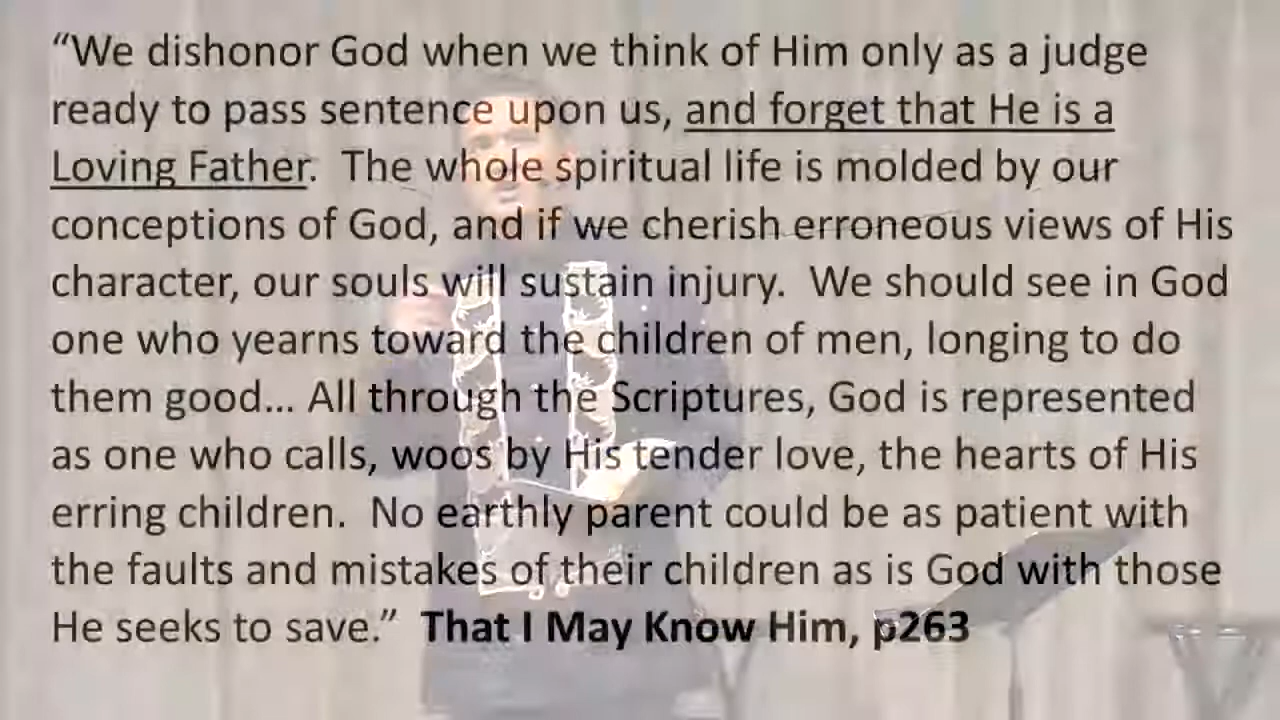 “We dishonor God when we think of Him only as a judge
ready to pass sentence upon us, and forget that He is a
Loving Father.  The whole spiritual life is molded by our
conceptions of God, and if we cherish erroneous views of His
character, our souls will sustain injury.  We should see in God
one who yearns toward the children of men, longing to do
them good... All through the Scriptures, God is represented
as one who calls, woos by His tender love, the hearts of His
erring children.  No earthly parent could be as patient with
the faults and mistakes of their children as is God with those
He seeks to save.”  That I May Know Him, p263